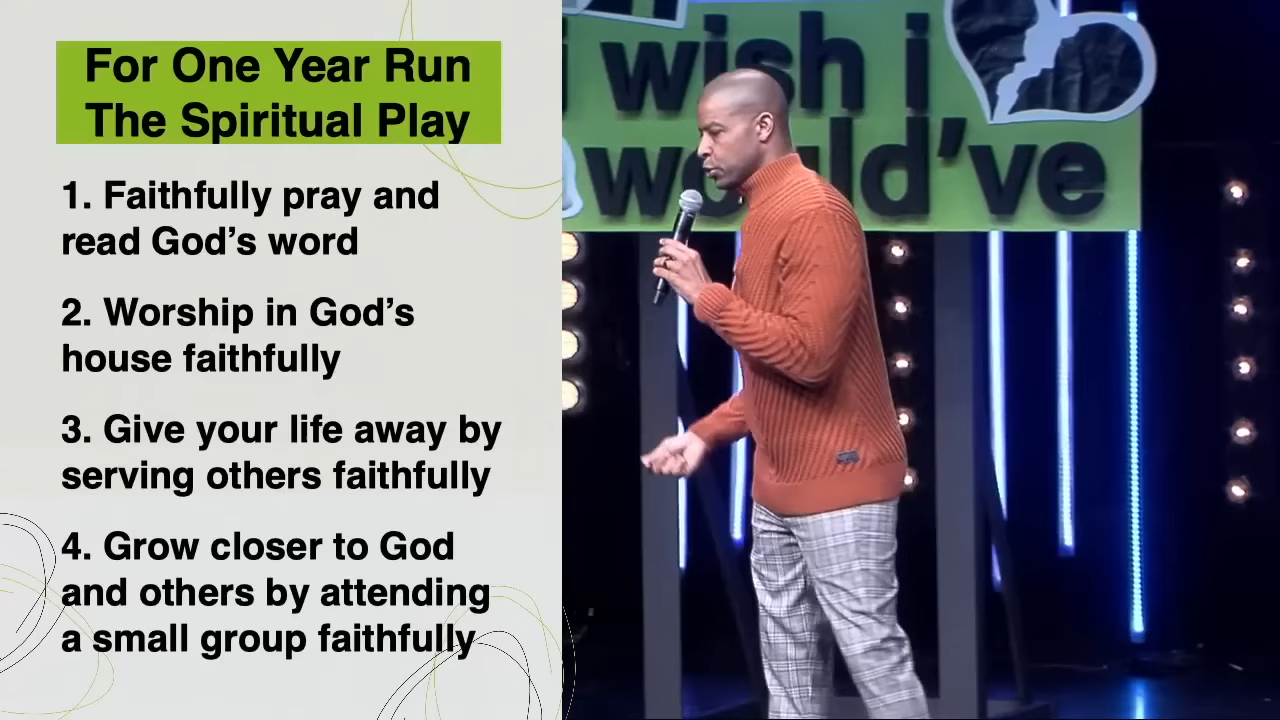 For One Year Run
The Spiritual Play
1. Faithfully pray and
read God’s word
2. Worship in God’s
house faithfully
3. Give your life away by
serving others faithfully
4. Grow closer to God
and others by attending
a small group faithfully
i wish i
would’ve